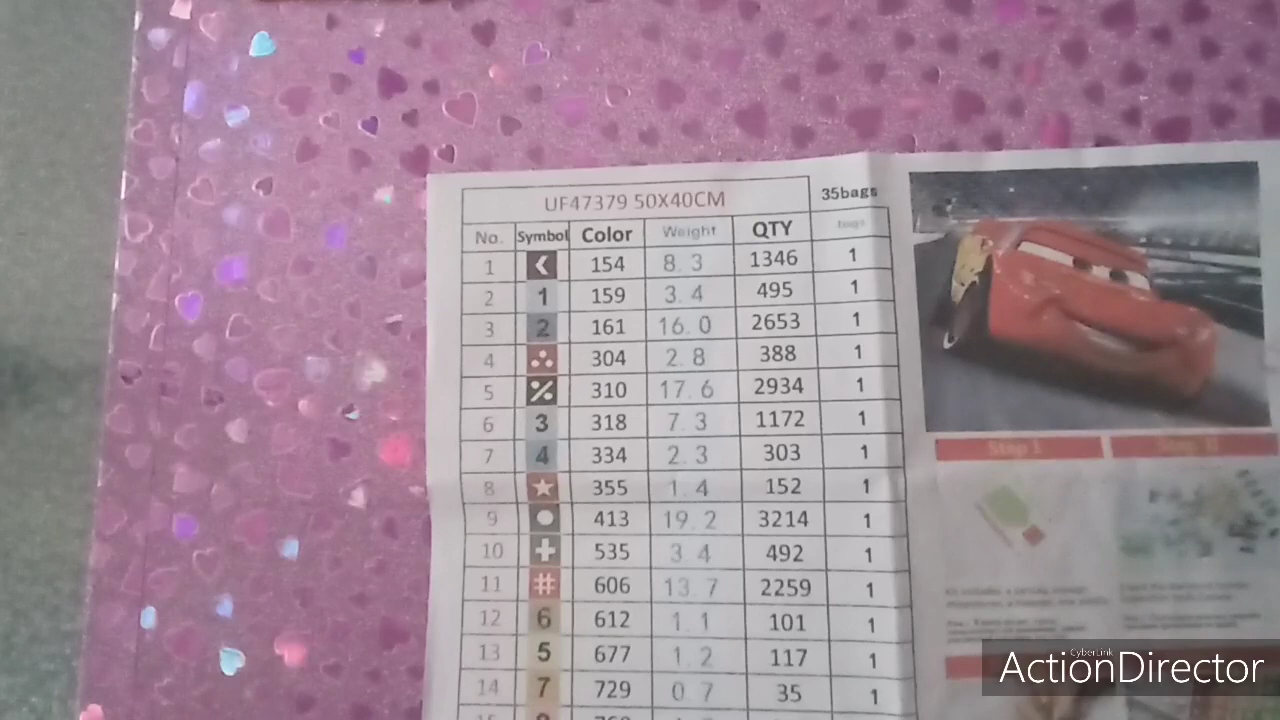 UF47379 50X40CM 35bags
No. Symbol Color Weight QTY
1 154 8.3 1346 1
2 1 159 3.4 495 1
3 2 161 16.0 2653 1
4 304 2.8 388 1
5 310 17.6 2934 1
6 3 318 7.3 1172 1
7 4 334 2.3 303 1
8 355 1.4 152 1
9 413 19.2 3214 1
10 535 3.4 492 1
11 # 606 13.7 2259 1
12 6 612 1.1 101 1
13 5 677 1.2 117 1
14 7 729 0.7 35 1
Step I
CyberLink
ActionDirector